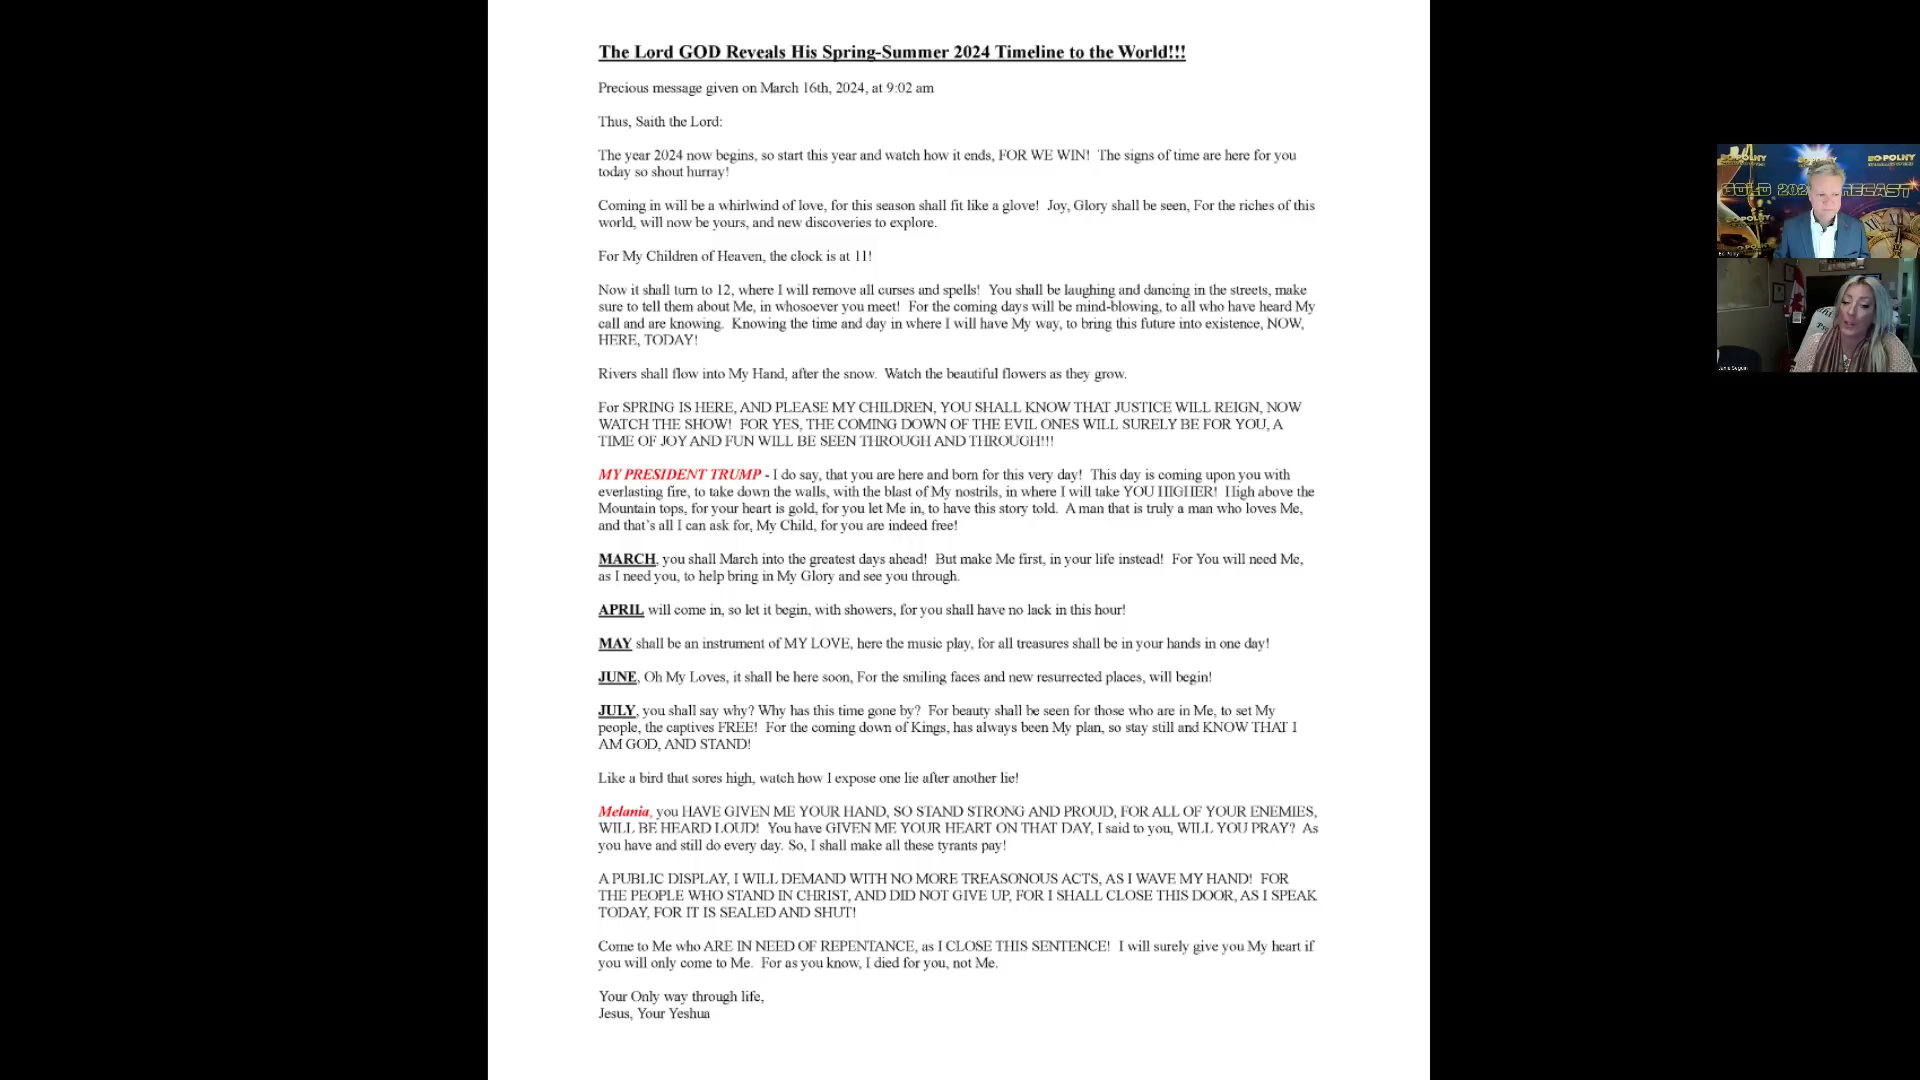 The Lord GOD Reveals His Spring-Summer 2024 Timeline to the World!!!
Precious message given on March 16th, 2024, at 9:02 am
Thus, Saith the Lord:
The year 2024 now begins, so start this year and watch how it ends, FOR WE WIN! The signs of time are here for you
today so shout hurray!
Coming in will be a whirlwind of love, for this season shall fit like a glove! Joy, Glory shall be seen, For the riches of this
world, will now be yours, and new discoveries to explore.
For My Children of Heaven, the clock is at 11!
Now it shall turn to 12, where I will remove all curses and spells! You shall be laughing and dancing in the streets, make
sure to tell them about Me, in whosoever you meet! For the coming days will be mind-blowing, to all who have heard My
call and are knowing. Knowing the time and day in where I will have My way, to bring this future into existence, NOW,
HERE, TODAY!
Rivers shall flow into My Hand, after the snow. Watch the beautiful flowers as they grow.
For SPRING IS HERE, AND PLEASE MY CHILDREN, YOU SHALL KNOW THAT JUSTICE WILL REIGN, NOW
WATCH THE SHOW! FOR YES, THE COMING DOWN OF THE EVIL ONES WILL SURELY BE FOR YOU, A
TIME OF JOY AND FUN WILL BE SEEN THROUGH AND THROUGH!!!
MY PRESIDENT TRUMP - I do say, that you are here and born for this very day! This day is coming upon you with
everlasting fire, to take down the walls, with the blast of My nostrils, in where I will take YOU HIGHER! High above the
Mountain tops, for your heart is gold, for you let Me in, to have this story told. A man that is truly a man who loves Me,
and that's all I can ask for, My Child, for you are indeed free!
MARCH, you shall March into the greatest days ahead! But make Me first, in your life instead! For You will need Me,
as I need you, to help bring in My Glory and see you through.
APRIL will come in, so let it begin, with showers, for you shall have no lack in this hour!
MAY shall be an instrument of MY LOVE, here the music play, for all treasures shall be in your hands in one day!
JUNE, Oh My Loves, it shall be here soon, For the smiling faces and new resurrected places, will begin!
JULY, you shall say why? Why has this time gone by? For beauty shall be seen for those who are in Me, to set My
people, the captives FREE! For the coming down of Kings, has always been My plan, so stay still and KNOW THAT I
AM GOD, AND STAND!
Like a bird that sores high, watch how I expose one lie after another lie!
Melania, you HAVE GIVEN ME YOUR HAND, SO STAND STRONG AND PROUD, FOR ALL OF YOUR ENEMIES,
WILL BE HEARD LOUD! You have GIVEN ME YOUR HEART ON THAT DAY, I said to you, WILL YOU PRAY? As
you have and still do every day. So, I shall make all these tyrants pay!
A PUBLIC DISPLAY, I WILL DEMAND WITH NO MORE TREASONOUS ACTS, AS I WAVE MY HAND! FOR
THE PEOPLE WHO STAND IN CHRIST, AND DID NOT GIVE UP, FOR I SHALL CLOSE THIS DOOR, AS I SPEAK
TODAY, FOR IT IS SEALED AND SHUT!
Come to Me who ARE IN NEED OF REPENTANCE, as I CLOSE THIS SENTENCE! I will surely give you My heart if
you will only come to Me. For as you know, I died for you, not Me.
Your Only way through life,
Jesus, Your Yeshua
BO POLNY
GOLD 202
ECAST
Bo Polny